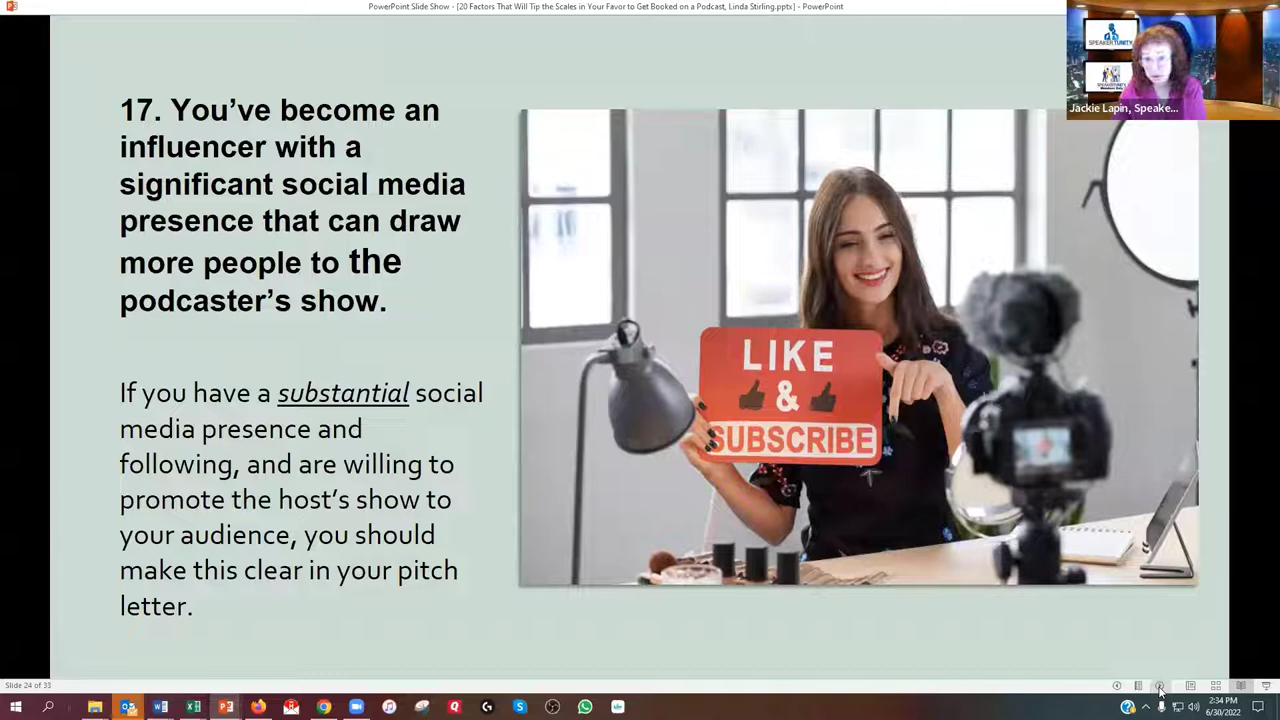 PowerPoint Slide Show - [20 Factors That Will Tip the Scales in Your Favor to Get Booked on a Podcast, Linda Stirling.pptx] - PowerPoint
SPEAKERTUNITY
SPEAKERTUNITY
Jackie Lapin, Speake...
17. You’ve become an
influencer with a
significant social media
presence that can draw
more people to the
podcaster’s show.
If you have a substantial social
media presence and
following, and are willing to
promote the host’s show to
your audience, you should
make this clear in your pitch
letter.
LIKE
&
SUBSCRIBE
Slide 24 of 33
2:34 PM
6/30/2022